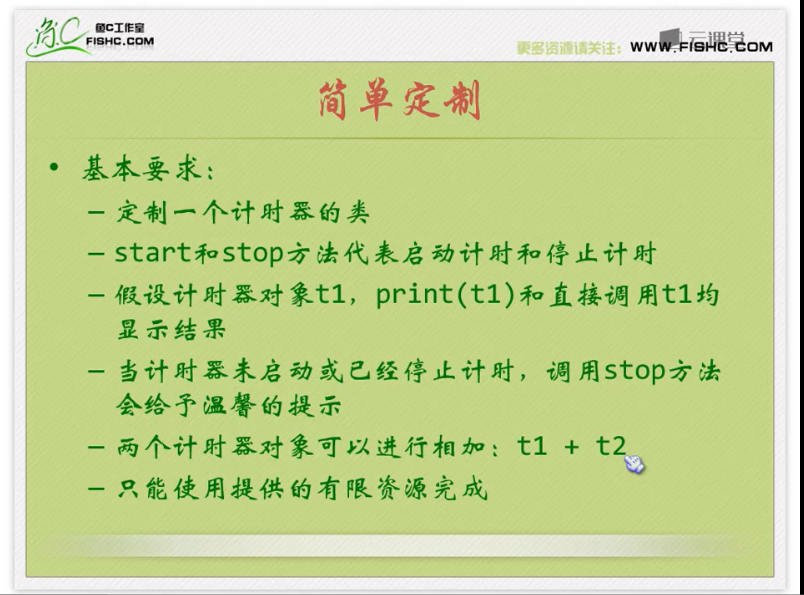 鱼C工作室
FISHC.COM
云课堂
更多资源请关注：WWW.FISHC.COM
简单定制
• 基本要求：
– 定制一个计时器的类
– start和stop方法代表启动计时和停止计时
– 假设计时器对象t1，print(t1)和直接调用t1均
显示结果
– 当计时器未启动或已经停止计时，调用stop方法
会给予温馨的提示
– 两个计时器对象可以进行相加：t1 + t2
– 只能使用提供的有限资源完成